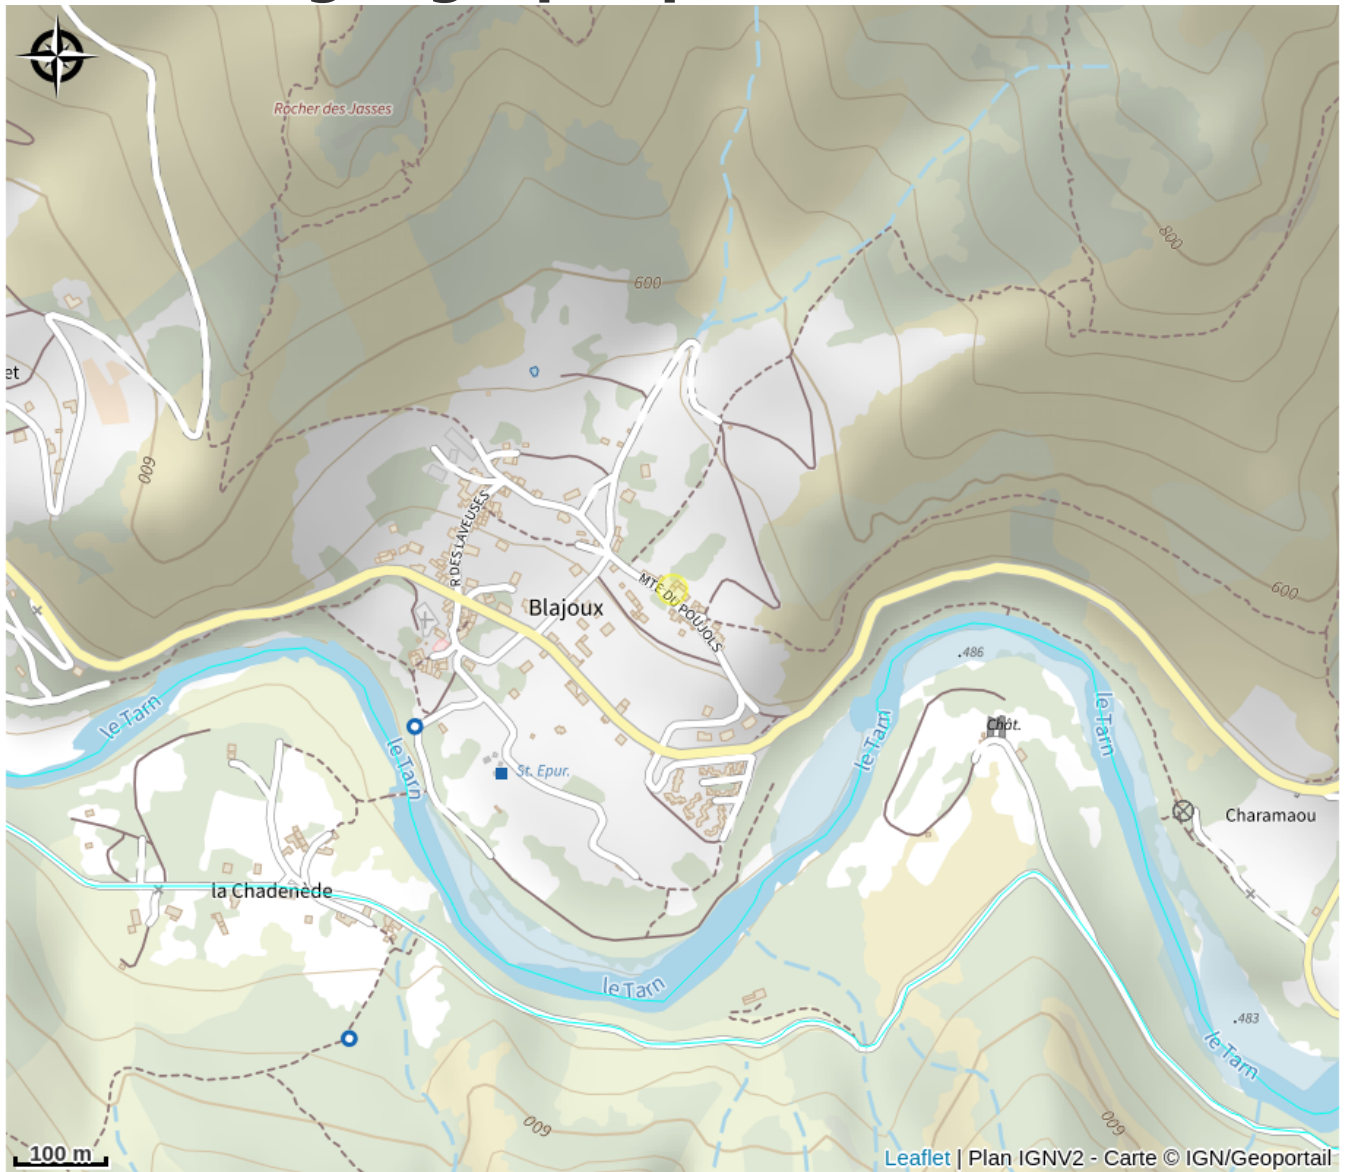 Rocher des Jasses
800
600
et
600
R DES LAVEUSES
MTE DU POUJOLS
Blajoux
600
.486
le Tarn
le Tarn
le Tarn
le Tarn
Chât.
St. Epur.
Charamaou
la Chadenède
le Tarn
.483
le Tarn
600
600
100 m
Leaflet | Plan IGNV2 - Carte © IGN/Geoportail